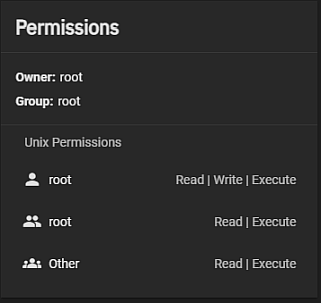 Permissions
Owner: root
Group: root
Unix Permissions
root Read | Write | Execute
root Read | Execute
Other Read | Execute